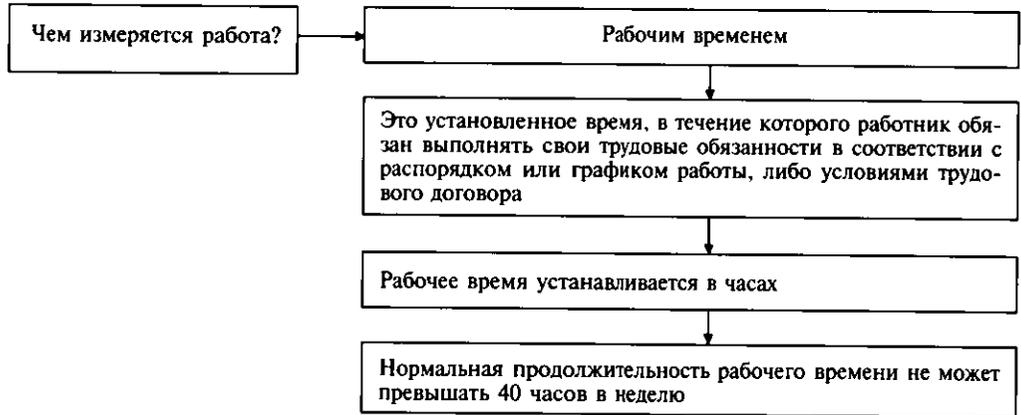 Чем измеряется работа?
Рабочим временем
Это установленное время, в течение которого работник обя-
зан выполнять свои трудовые обязанности в соответствии с
распорядком или графиком работы, либо условиями трудо-
вого договора
Рабочее время устанавливается в часах
Нормальная продолжительность рабочего времени не может
превышать 40 часов в неделю